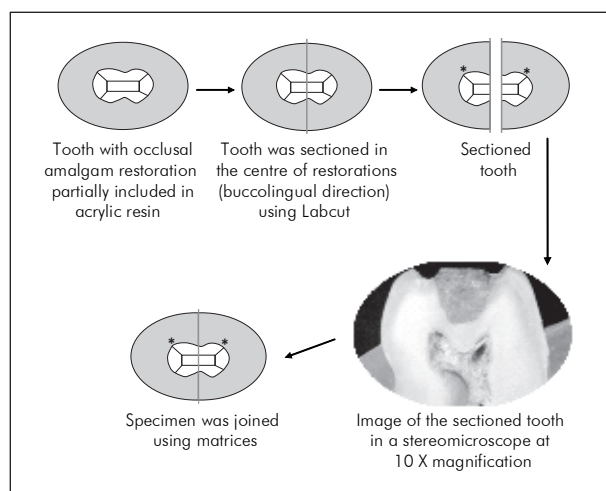 Tooth with occlusal
amalgam restoration
partially included in
acrylic resin
Tooth was sectioned in
the centre of restorations
(buccolingual direction)
using Labcut
*
*
Sectioned
tooth
*
*
Specimen was joined
using matrices
Image of the sectioned tooth
in a stereomicroscope at
10 X magnification